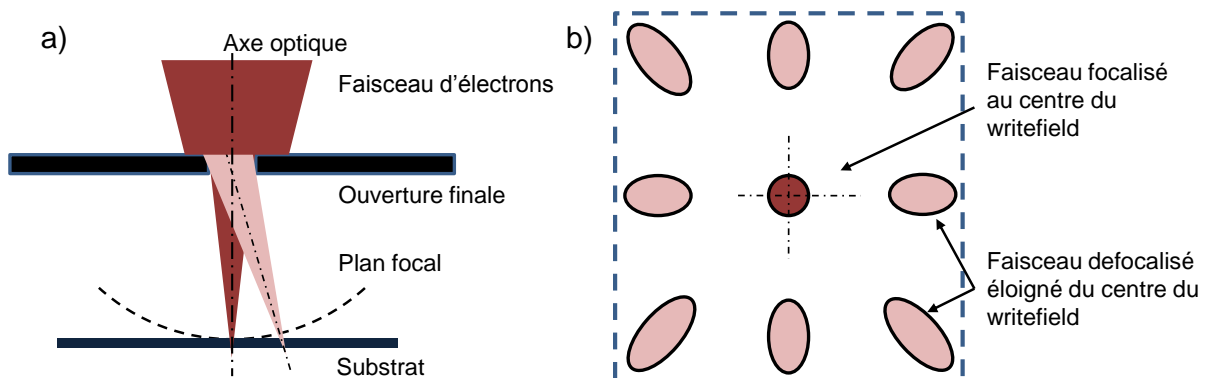 a)
Axe optique
Faisceau d'électrons
Ouverture finale
Plan focal
Substrat
b)
Faisceau focalisé
au centre du
writefield
Faisceau defocalisé
éloigné du centre du
writefield